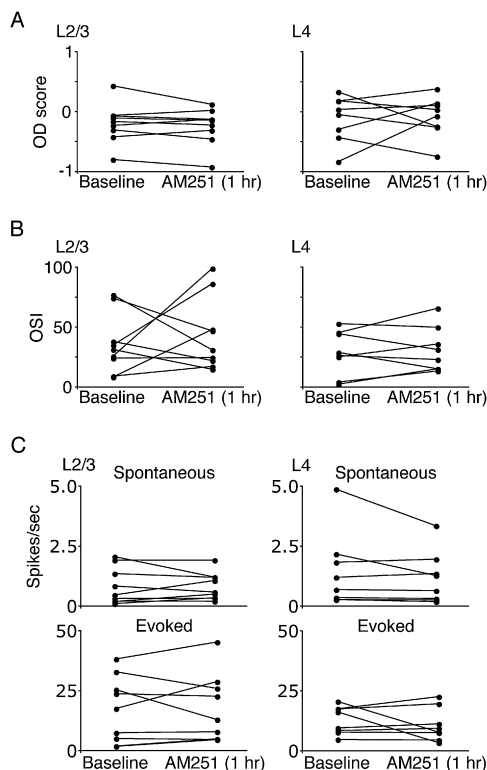 A
L2/3
L4
OD score
1
0
-1
Baseline AM251 (1 hr)
Baseline AM251 (1 hr)
B
L2/3
L4
OSI
100
50
0
Baseline AM251 (1 hr)
Baseline AM251 (1 hr)
C
L2/3
Spontaneous
L4
Spontaneous
Spikes/sec
5.0
2.5
0
5.0
2.5
0
Evoked
Evoked
50
25
0
50
25
0
Baseline AM251 (1 hr)
Baseline AM251 (1 hr)